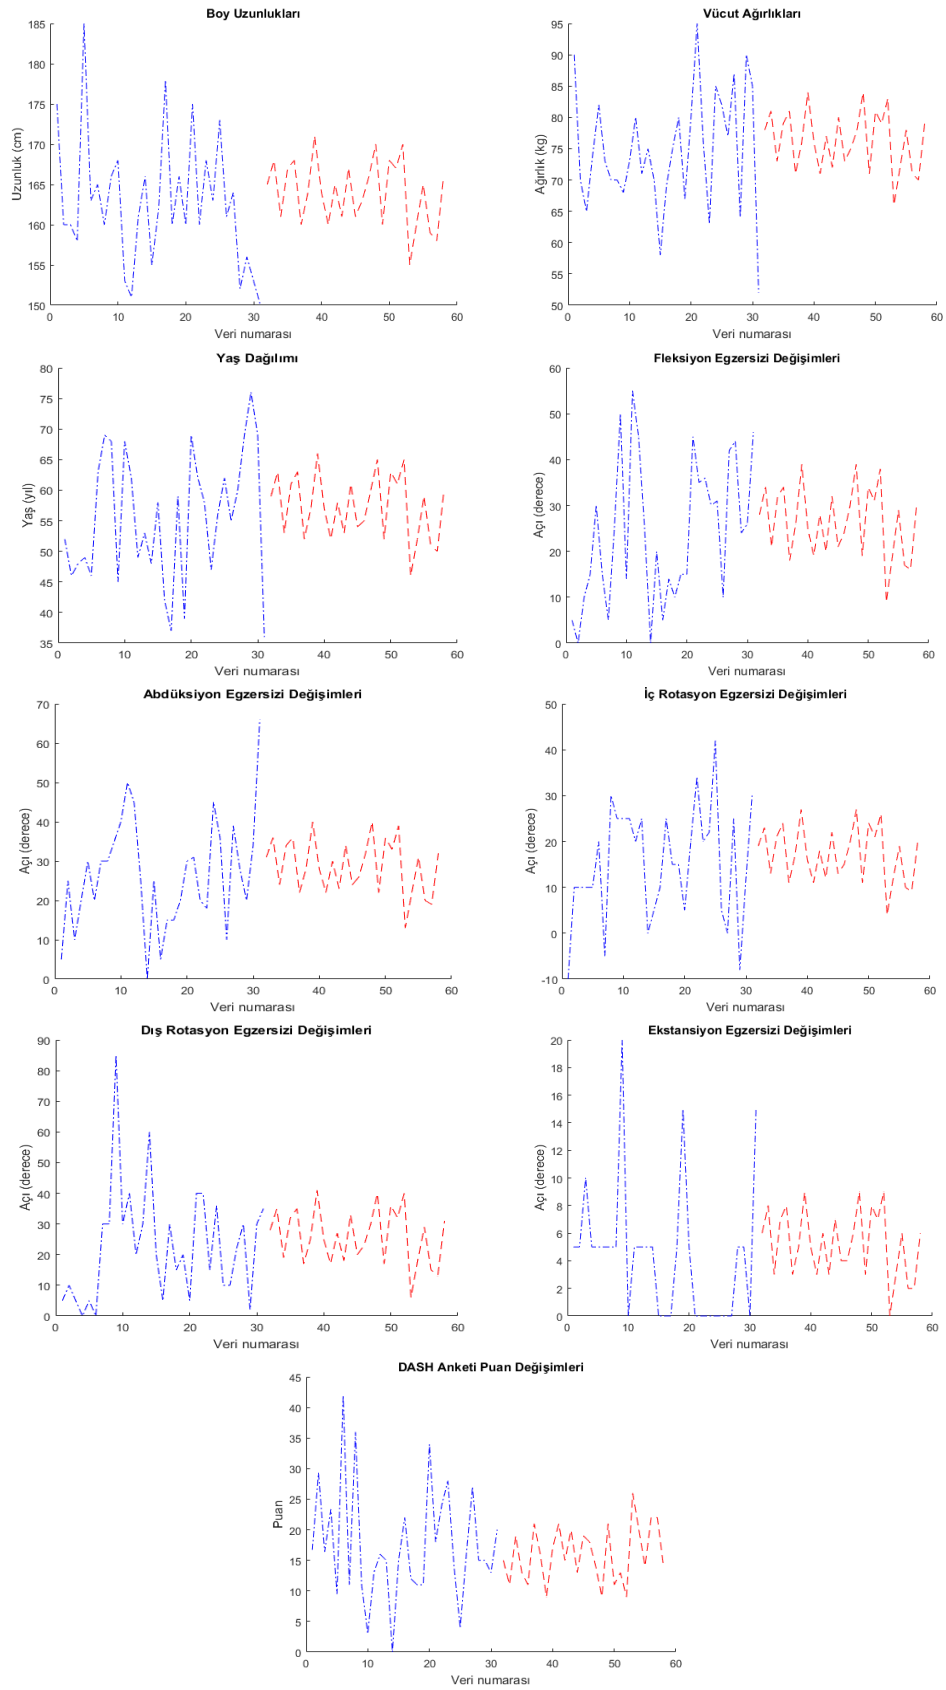 Boy Uzunlukları
185
180
175
170
165
160
155
150
Uzunluk (cm)
0 10 20 30 40 50 60
Veri numarası
Vücut Ağırlıkları
95
90
85
80
75
70
65
60
55
50
Ağırlık (kg)
0 10 20 30 40 50 60
Veri numarası
Yaş Dağılımı
80
75
70
65
60
55
50
45
40
35
Yaş (yıl)
0 10 20 30 40 50 60
Veri numarası
Fleksiyon Egzersizi Değişimleri
60
50
40
30
20
10
0
Açı (derece)
0 10 20 30 40 50 60
Veri numarası
Abdüksiyon Egzersizi Değişimleri
70
60
50
40
30
20
10
0
Açı (derece)
0 10 20 30 40 50 60
Veri numarası
İç Rotasyon Egzersizi Değişimleri
50
40
30
20
10
0
-10
Açı (derece)
0 10 20 30 40 50 60
Veri numarası
Dış Rotasyon Egzersizi Değişimleri
90
80
70
60
50
40
30
20
10
0
Açı (derece)
0 10 20 30 40 50 60
Veri numarası
Ekstansiyon Egzersizi Değişimleri
20
18
16
14
12
10
8
6
4
2
0
Açı (derece)
0 10 20 30 40 50 60
Veri numarası
DASH Anketi Puan Değişimleri
45
40
35
30
25
20
15
10
5
0
Puan
0 10 20 30 40 50 60
Veri numarası